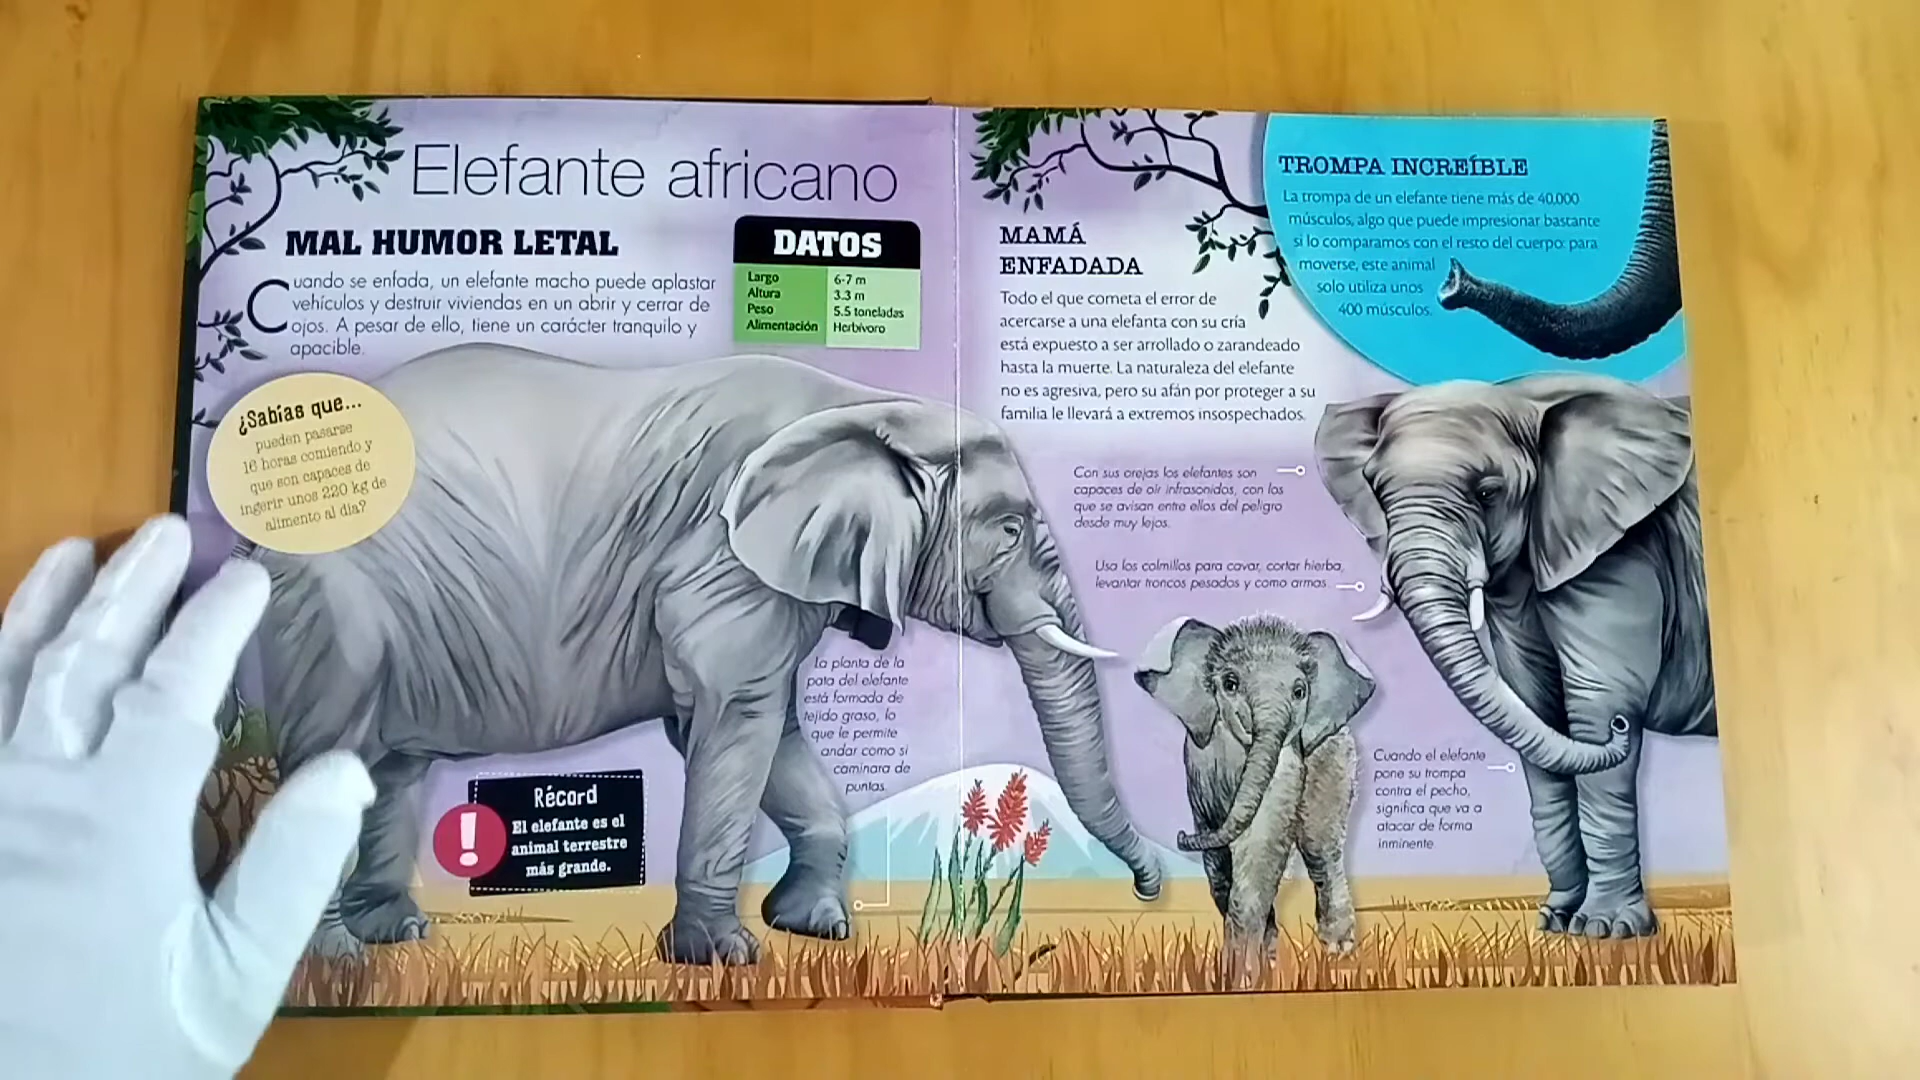 Elefante africano
MAL HUMOR LETAL
Cuando se enfada, un elefante macho puede aplastar
vehículos y destruir viviendas en un abrir y cerrar de
ojos. A pesar de ello, tiene un carácter tranquilo y
apacible.
DATOS
Largo 6-7 m
Altura 3.3 m
Peso 5.5 toneladas
Alimentación Herbívoro
¿Sabías que...
pueden pasarse
16 horas comiendo y
que son capaces de
ingerir unos 220 kg de
alimento al día?
La planta de la
pata del elefante
está formada de
tejido graso, lo
que le permite
andar como si
caminara de
puntas.
Récord
!
El elefante es el
animal terrestre
más grande.
MAMÁ
ENFADADA
Todo el que cometa el error de
acercarse a una elefanta con su cría
está expuesto a ser arrollado o zarandeado
hasta la muerte. La naturaleza del elefante
no es agresiva, pero su afán por proteger a su
familia le llevará a extremos insospechados.
TROMPA INCREÍBLE
La trompa de un elefante tiene más de 40.000
músculos, algo que puede impresionar bastante
si lo comparamos con el resto del cuerpo: para
moverse, este animal
solo utiliza unos
400 músculos.
Con sus orejas los elefantes son
capaces de oír infrasonidos, con los
que se avisan entre ellos del peligro
desde muy lejos.
Usa los colmillos para cavar, cortar hierba,
levantar troncos pesados y como armas.
Cuando el elefante
pone su trompa
contra el pecho,
significa que va a
atacar de forma
inminente